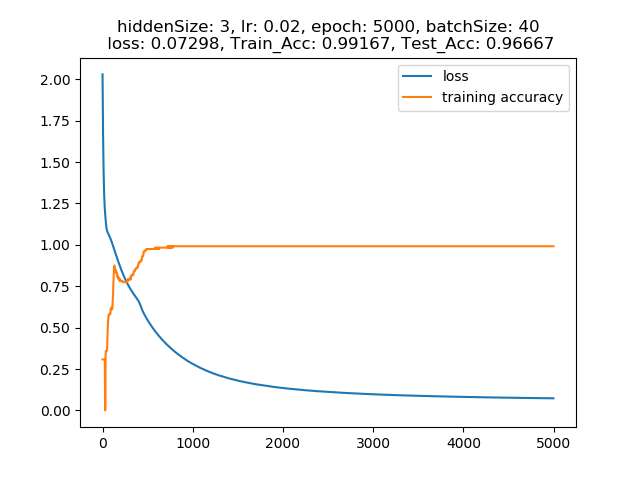 hiddenSize: 3, lr: 0.02, epoch: 5000, batchSize: 40
loss: 0.07298, Train_Acc: 0.99167, Test_Acc: 0.96667
loss
training accuracy
2.00
1.75
1.50
1.25
1.00
0.75
0.50
0.25
0.00
0 1000 2000 3000 4000 5000